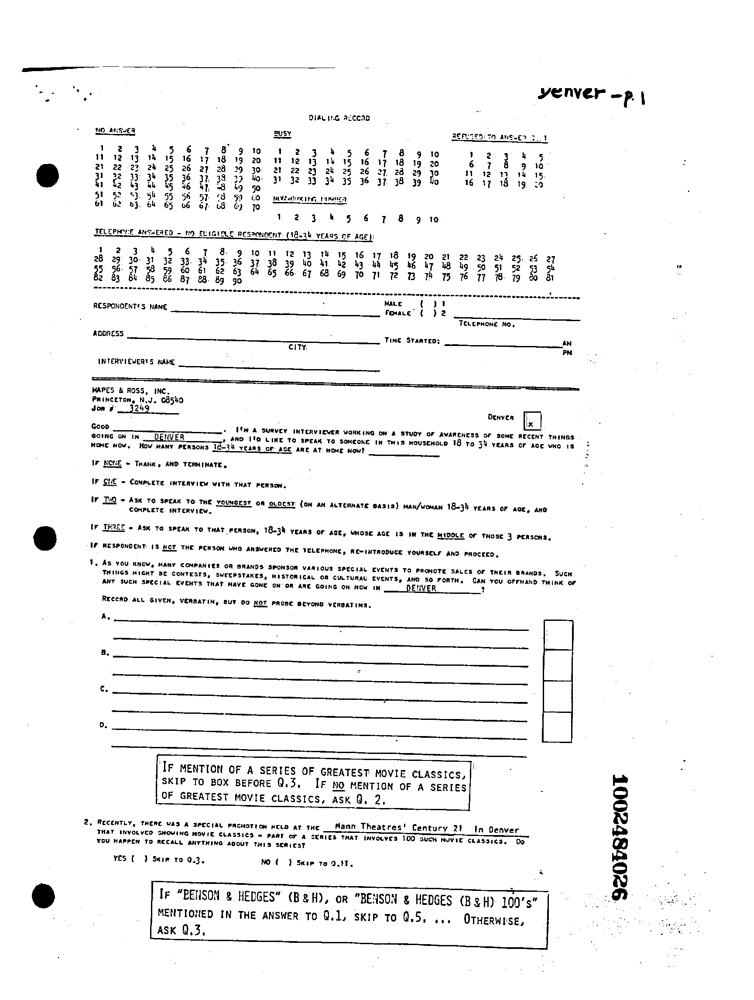 Denver - p. 1
DIALING RECORD
NO ANSWER
BUSY
REFUSED TO ANSWER
1 2 3 4 5 6 7 8 9 10
11 12 13 14 15 16 17 18 19 20
21 22 23 24 25 26 27 28 29 30
31 32 33 34 35 36 37 38 39 40
41 42 43 44 45 46 47 48 49 50
51 52 53 54 55 56 57 58 59 60
61 62 63 64 65 66 67 68 69 70
1 2 3 4 5 6 7 8 9 10
11 12 13 14 15 16 17 18 19 20
21 22 23 24 25 26 27 28 29 30
31 32 33 34 35 36 37 38 39 40
NONWORKING NUMBER
1 2 3 4 5 6 7 8 9 10
1 2 3 4 5
6 7 8 9 10
11 12 13 14 15
16 17 18 19 20
TELEPHONE ANSWERED - NO ELIGIBLE RESPONDENT (18-34 YEARS OF AGE)
1 2 3 4 5 6 7 8 9 10 11 12 13 14 15 16 17 18 19 20 21 22 23 24 25 26 27
28 29 30 31 32 33 34 35 36 37 38 39 40 41 42 43 44 45 46 47 48 49 50 51 52 53 54
55 56 57 58 59 60 61 62 63 64 65 66 67 68 69 70 71 72 73 74 75 76 77 78 79 80 81
82 83 84 85 86 87 88 89 90
RESPONDENT'S NAME MALE ( ) 1
FEMALE ( ) 2
TELEPHONE NO.
ADDRESS TIME STARTED: AM
CITY PM
INTERVIEWER'S NAME
MAPES & ROSS, INC.
PRINCETON, N.J. 08540
JOB # 3249
DENVER x
GOOD , I'M A SURVEY INTERVIEWER WORKING ON A STUDY OF AWARENESS OF SOME RECENT THINGS
GOING ON IN DENVER, AND I'D LIKE TO SPEAK TO SOMEONE IN THIS HOUSEHOLD 18 TO 34 YEARS OF AGE WHO IS
HOME NOW. HOW MANY PERSONS 18-34 YEARS OF AGE ARE AT HOME NOW?
IF NONE - THANK, AND TERMINATE.
IF ONE - COMPLETE INTERVIEW WITH THAT PERSON.
IF TWO - ASK TO SPEAK TO THE YOUNGEST OR OLDEST (ON AN ALTERNATE BASIS) MAN/WOMAN 18-34 YEARS OF AGE, AND
COMPLETE INTERVIEW.
IF THREE - ASK TO SPEAK TO THAT PERSON, 18-34 YEARS OF AGE, WHOSE AGE IS IN THE MIDDLE OF THOSE 3 PERSONS.
IF RESPONDENT IS NOT THE PERSON WHO ANSWERED THE TELEPHONE, RE-INTRODUCE YOURSELF AND PROCEED.
1. AS YOU KNOW, MANY COMPANIES OR BRANDS SPONSOR VARIOUS SPECIAL EVENTS TO PROMOTE SALES OF THEIR BRANDS. SUCH
THINGS MIGHT BE CONTESTS, SWEEPSTAKES, HISTORICAL OR CULTURAL EVENTS, AND SO FORTH. CAN YOU OFFHAND THINK OF
ANY SUCH SPECIAL EVENTS THAT HAVE GONE ON OR ARE GOING ON NOW IN DENVER ?
RECORD ALL GIVEN, VERBATIM, BUT DO NOT PROBE BEYOND VERBATIMS.
A.
B.
C.
D.
IF MENTION OF A SERIES OF GREATEST MOVIE CLASSICS,
SKIP TO BOX BEFORE Q.3. IF NO MENTION OF A SERIES
OF GREATEST MOVIE CLASSICS, ASK Q. 2.
2. RECENTLY, THERE WAS A SPECIAL PROMOTION HELD AT THE Mann Theatres' Century 21 In Denver
THAT INVOLVED SHOWING MOVIE CLASSICS - PART OF A SERIES THAT INVOLVES 100 SUCH MOVIE CLASSICS. DO
YOU HAPPEN TO RECALL ANYTHING ABOUT THIS SERIES?
YES ( ) SKIP TO Q.3. NO ( ) SKIP TO Q.11.
IF "BENSON & HEDGES" (B & H), OR "BENSON & HEDGES (B & H) 100's"
MENTIONED IN THE ANSWER TO Q.1, SKIP TO Q.5. ... OTHERWISE,
ASK Q.3.
1002484026